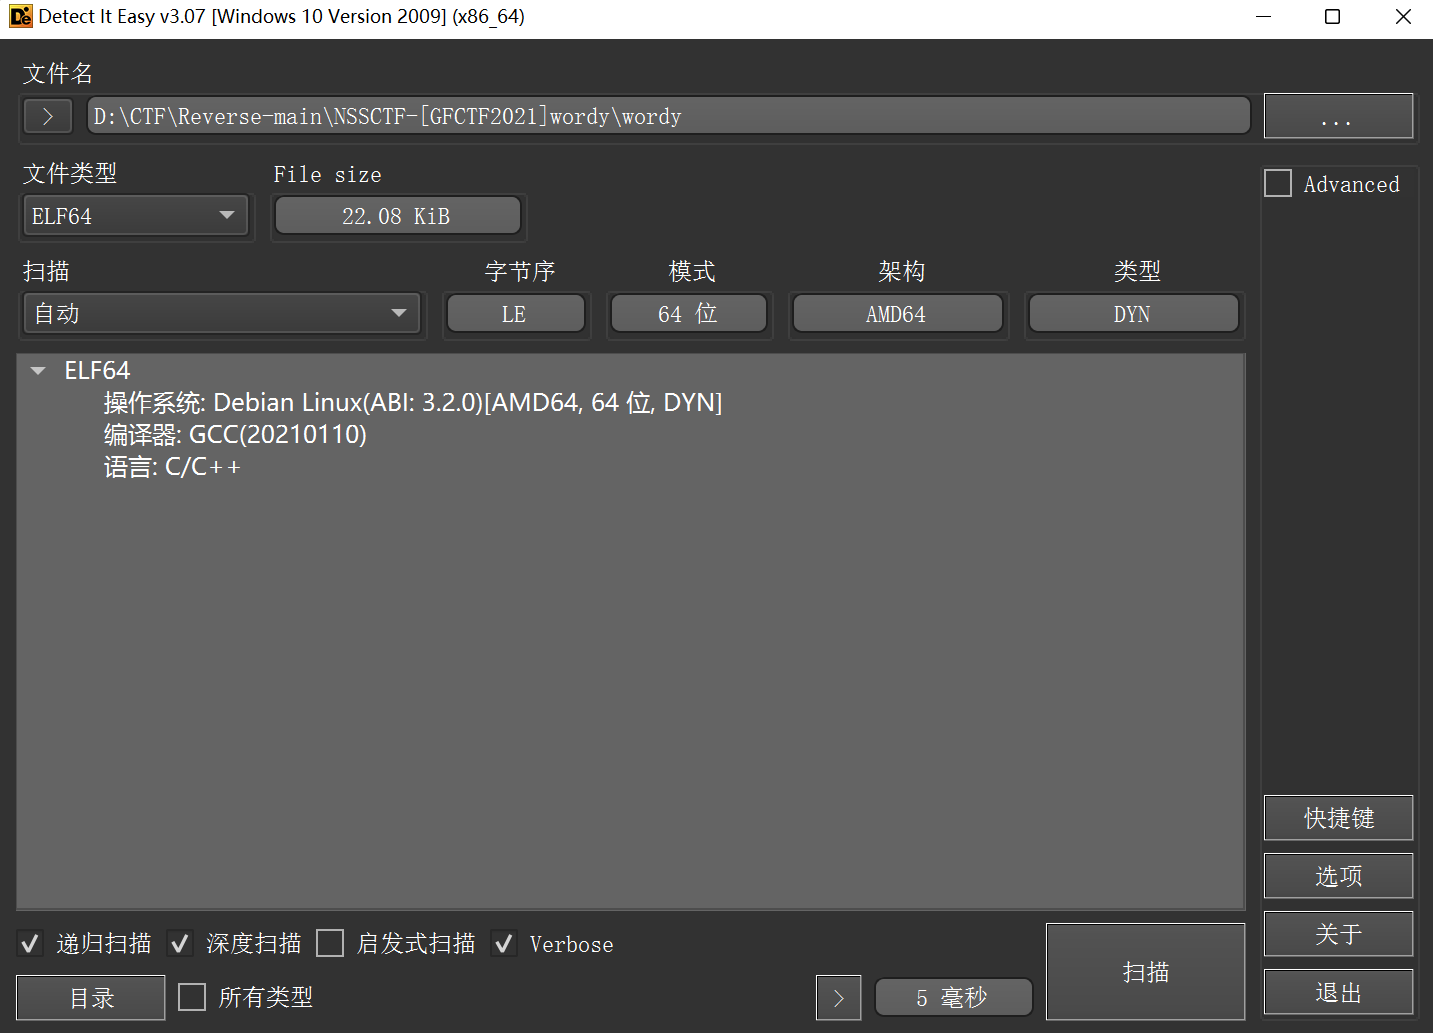 Detect It Easy v3.07 [Windows 10 Version 2009] (x86_64)
文件名
> D:\CTF\Reverse-main\NSSCTF-[GFCTF2021]wordy\wordy ...
文件类型 File size
ELF64 22.08 KiB
Advanced
扫描 字节序 模式 架构 类型
自动 LE 64 位 AMD64 DYN
ELF64
操作系统: Debian Linux(ABI: 3.2.0)[AMD64, 64 位, DYN]
编译器: GCC(20210110)
语言: C/C++
快捷键
选项
关于
退出
递归扫描 深度扫描 启发式扫描 Verbose
扫描
目录 所有类型 > 5 毫秒